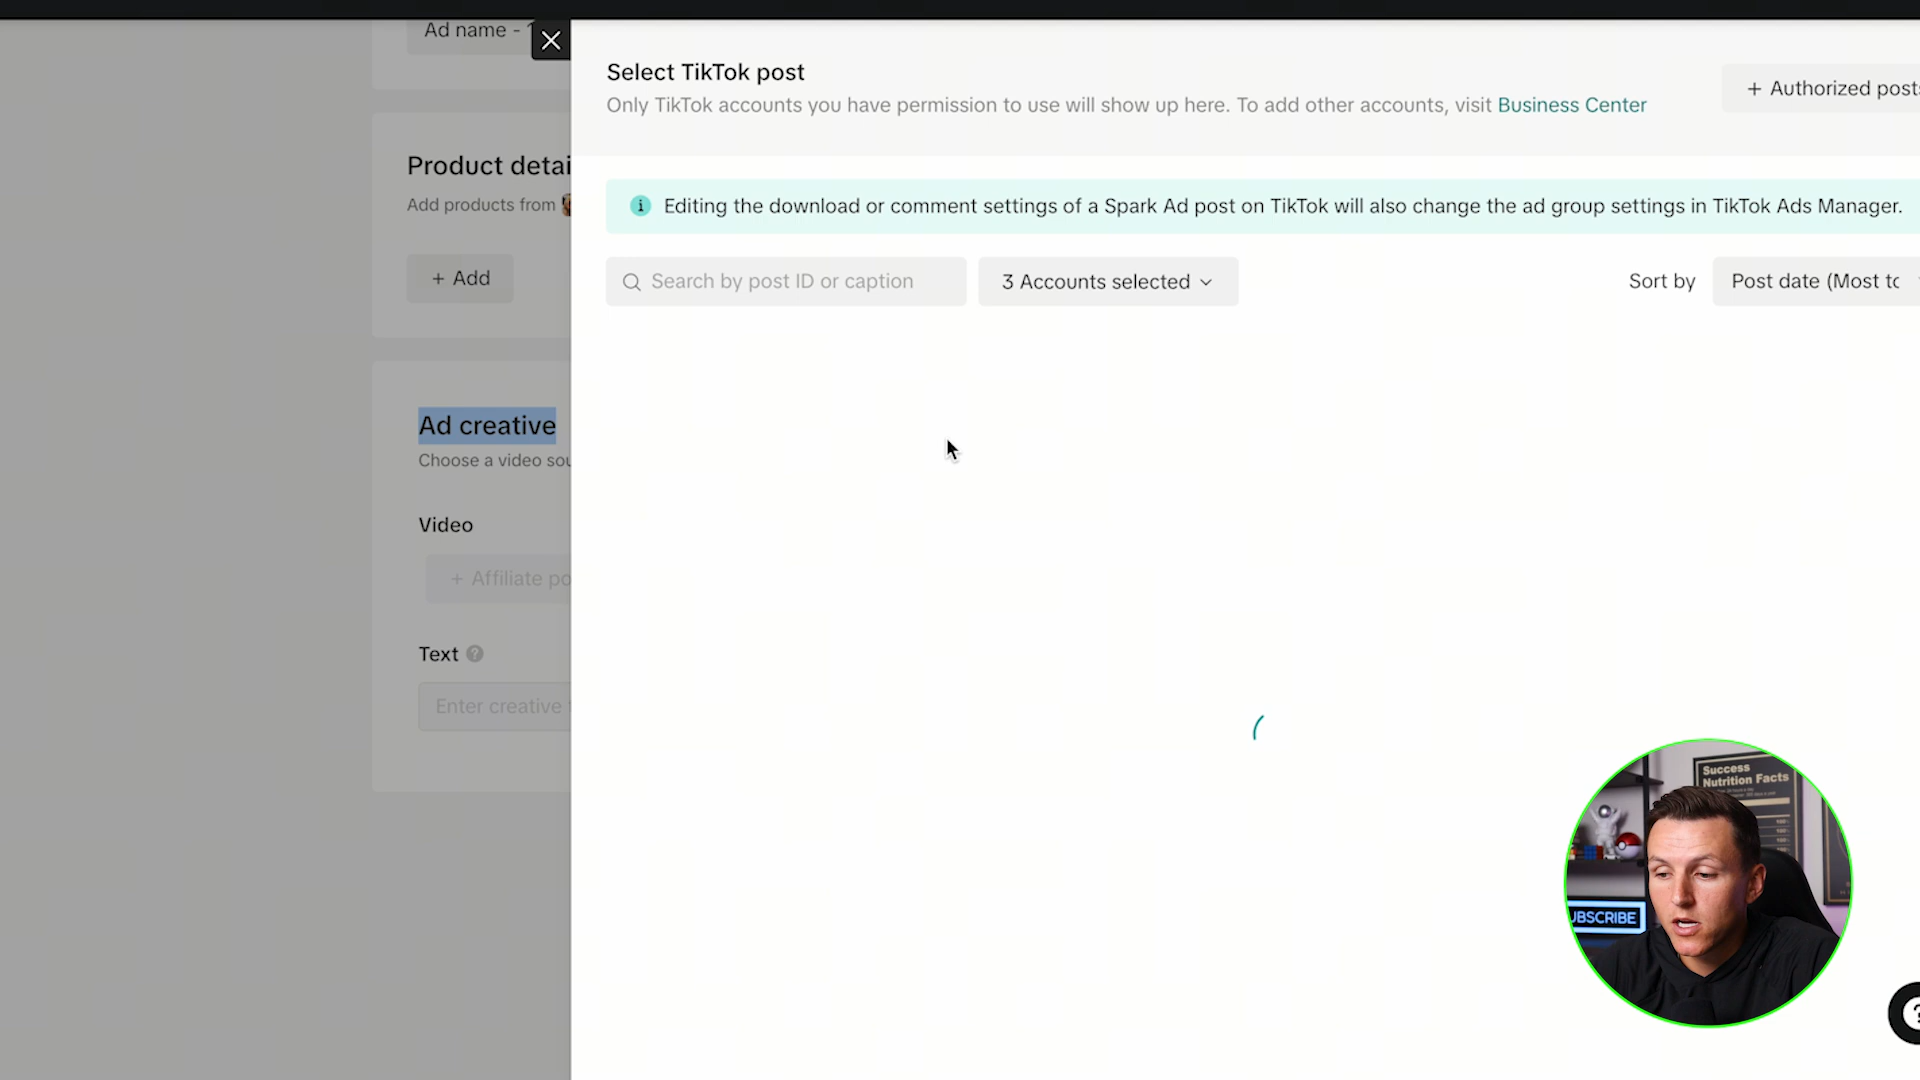 Ad name -
Select TikTok post
Only TikTok accounts you have permission to use will show up here. To add other accounts, visit Business Center
+ Authorized posts
Product detai
Add products from
+ Add
Editing the download or comment settings of a Spark Ad post on TikTok will also change the ad group settings in TikTok Ads Manager.
Search by post ID or caption
3 Accounts selected
Sort by
Post date (Most to
Ad creative
Choose a video sou
Video
+ Affiliate po
Text
Enter creative
Success
Nutrition Facts
UBSCRIBE